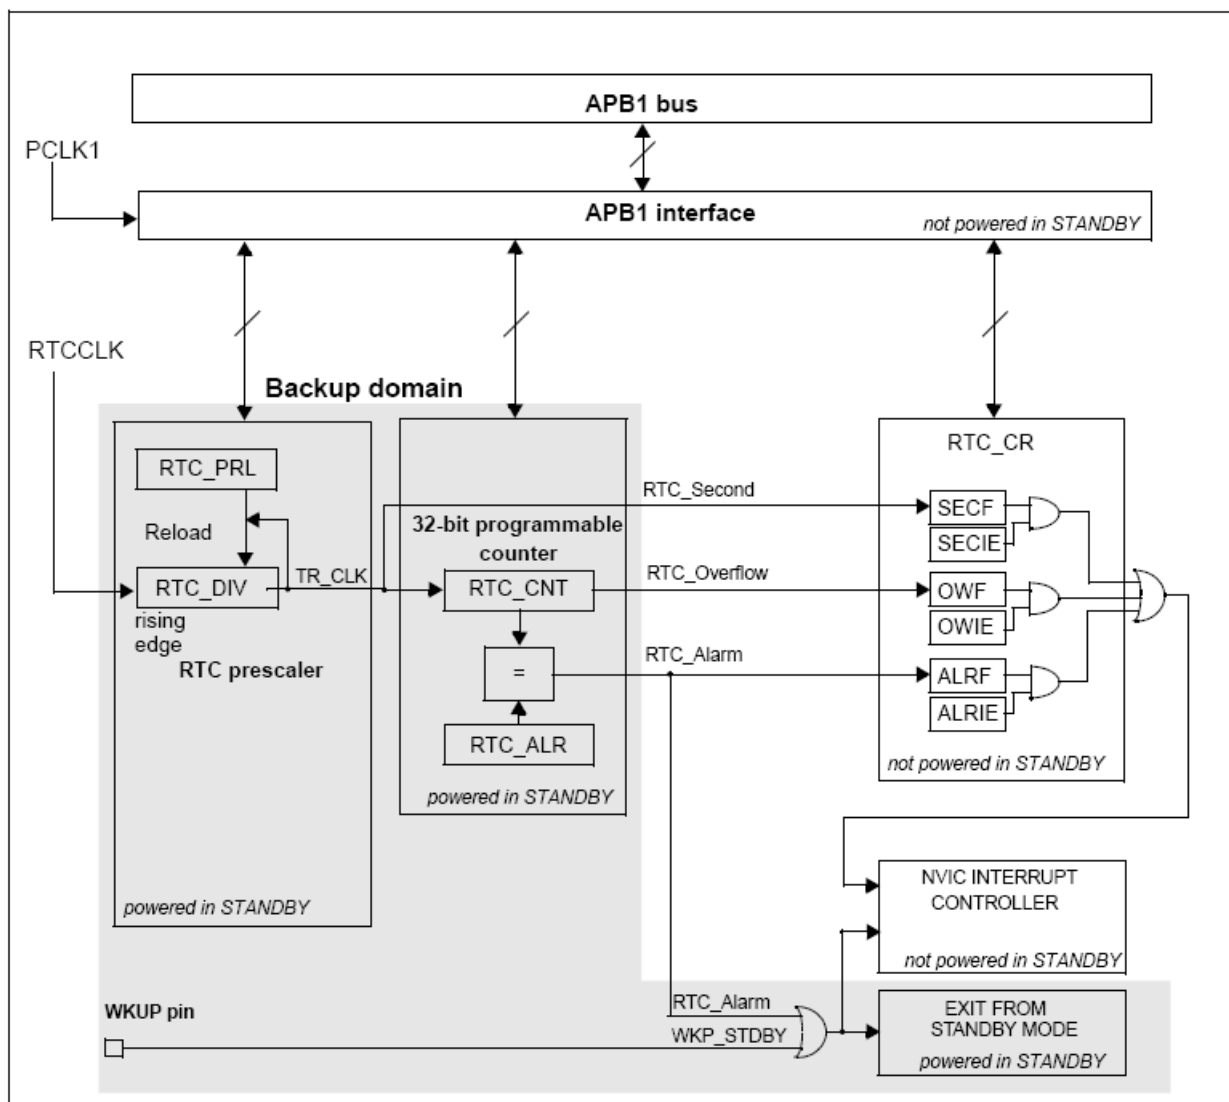 APB1 bus
PCLK1
APB1 interface
not powered in STANDBY
RTCCLK
Backup domain
RTC_PRL
Reload
RTC_DIV
rising
edge
RTC prescaler
TR_CLK
powered in STANDBY
32-bit programmable
counter
RTC_CNT
=
RTC_ALR
powered in STANDBY
RTC_Second
RTC_Overflow
RTC_Alarm
RTC_CR
SECF
SECIE
OWF
OWIE
ALRF
ALRIE
not powered in STANDBY
NVIC INTERRUPT
CONTROLLER
not powered in STANDBY
WKUP pin
RTC_Alarm
WKP_STDBY
EXIT FROM
STANDBY MODE
powered in STANDBY